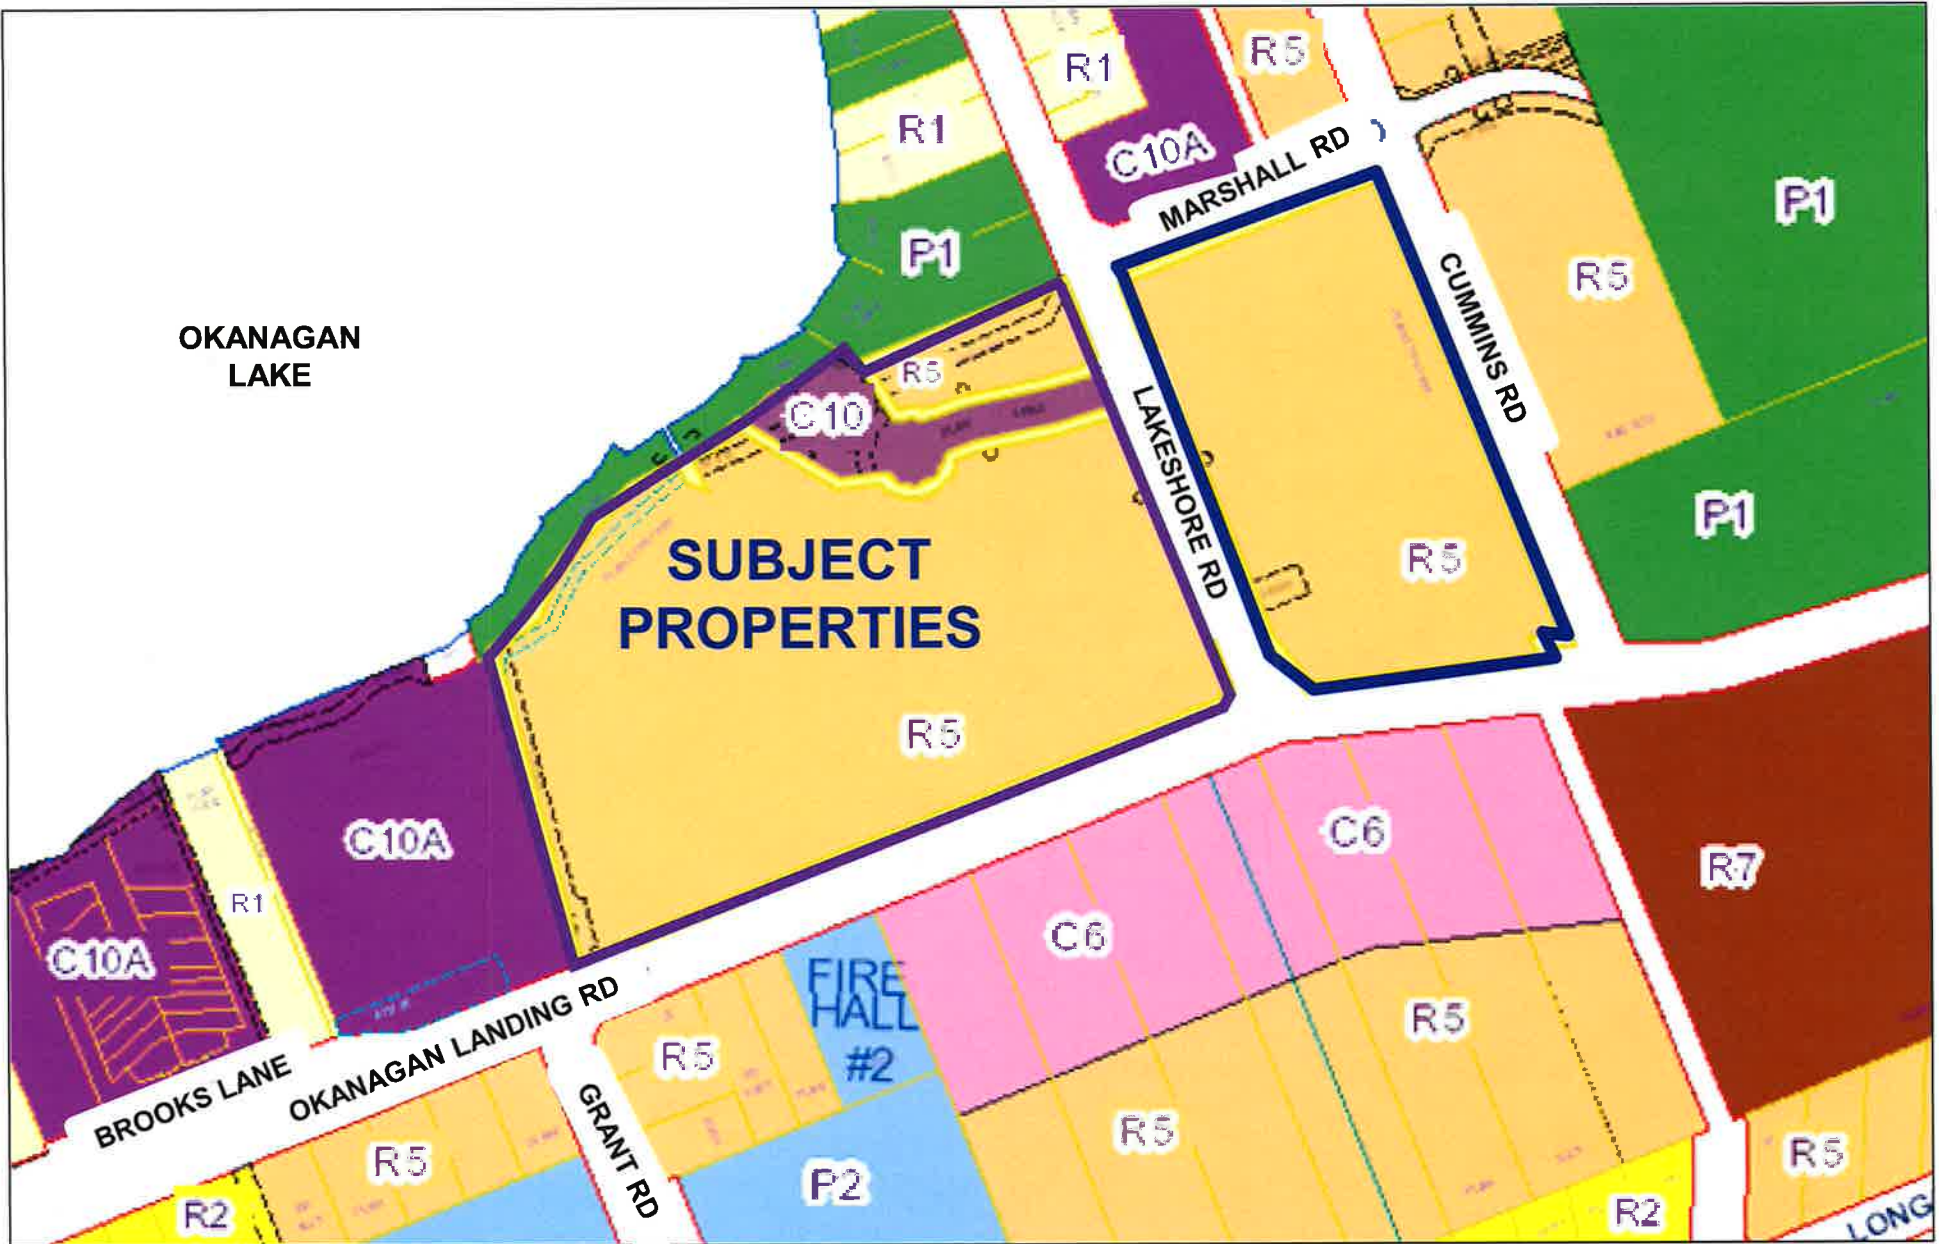 R1
R5
R1
C10A
MARSHALL RD
P1
P1
R5
CUMMINS RD
OKANAGAN
LAKE
R5
C10
LAKESHORE RD
P1
SUBJECT
PROPERTIES
R5
R5
C10A
C6
R7
R1
C10A
C6
FIRE
HALL
#2
OKANAGAN LANDING RD
BROOKS LANE
GRANT RD
R5
R5
R5
R5
R5
P2
R2
R2
LONG